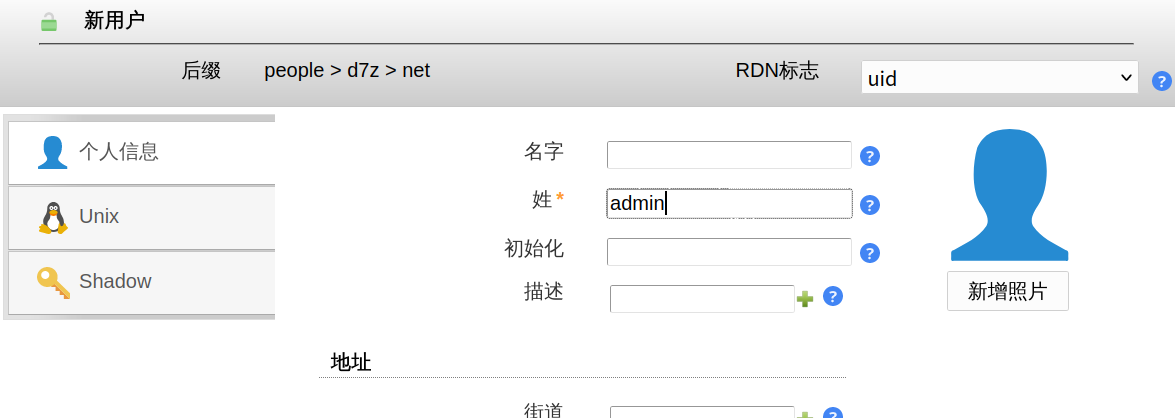 新用户
后缀 people > d7z > net RDN标志 uid
个人信息
Unix
Shadow
名字
姓* admin
初始化
描述
新增照片
地址
街道